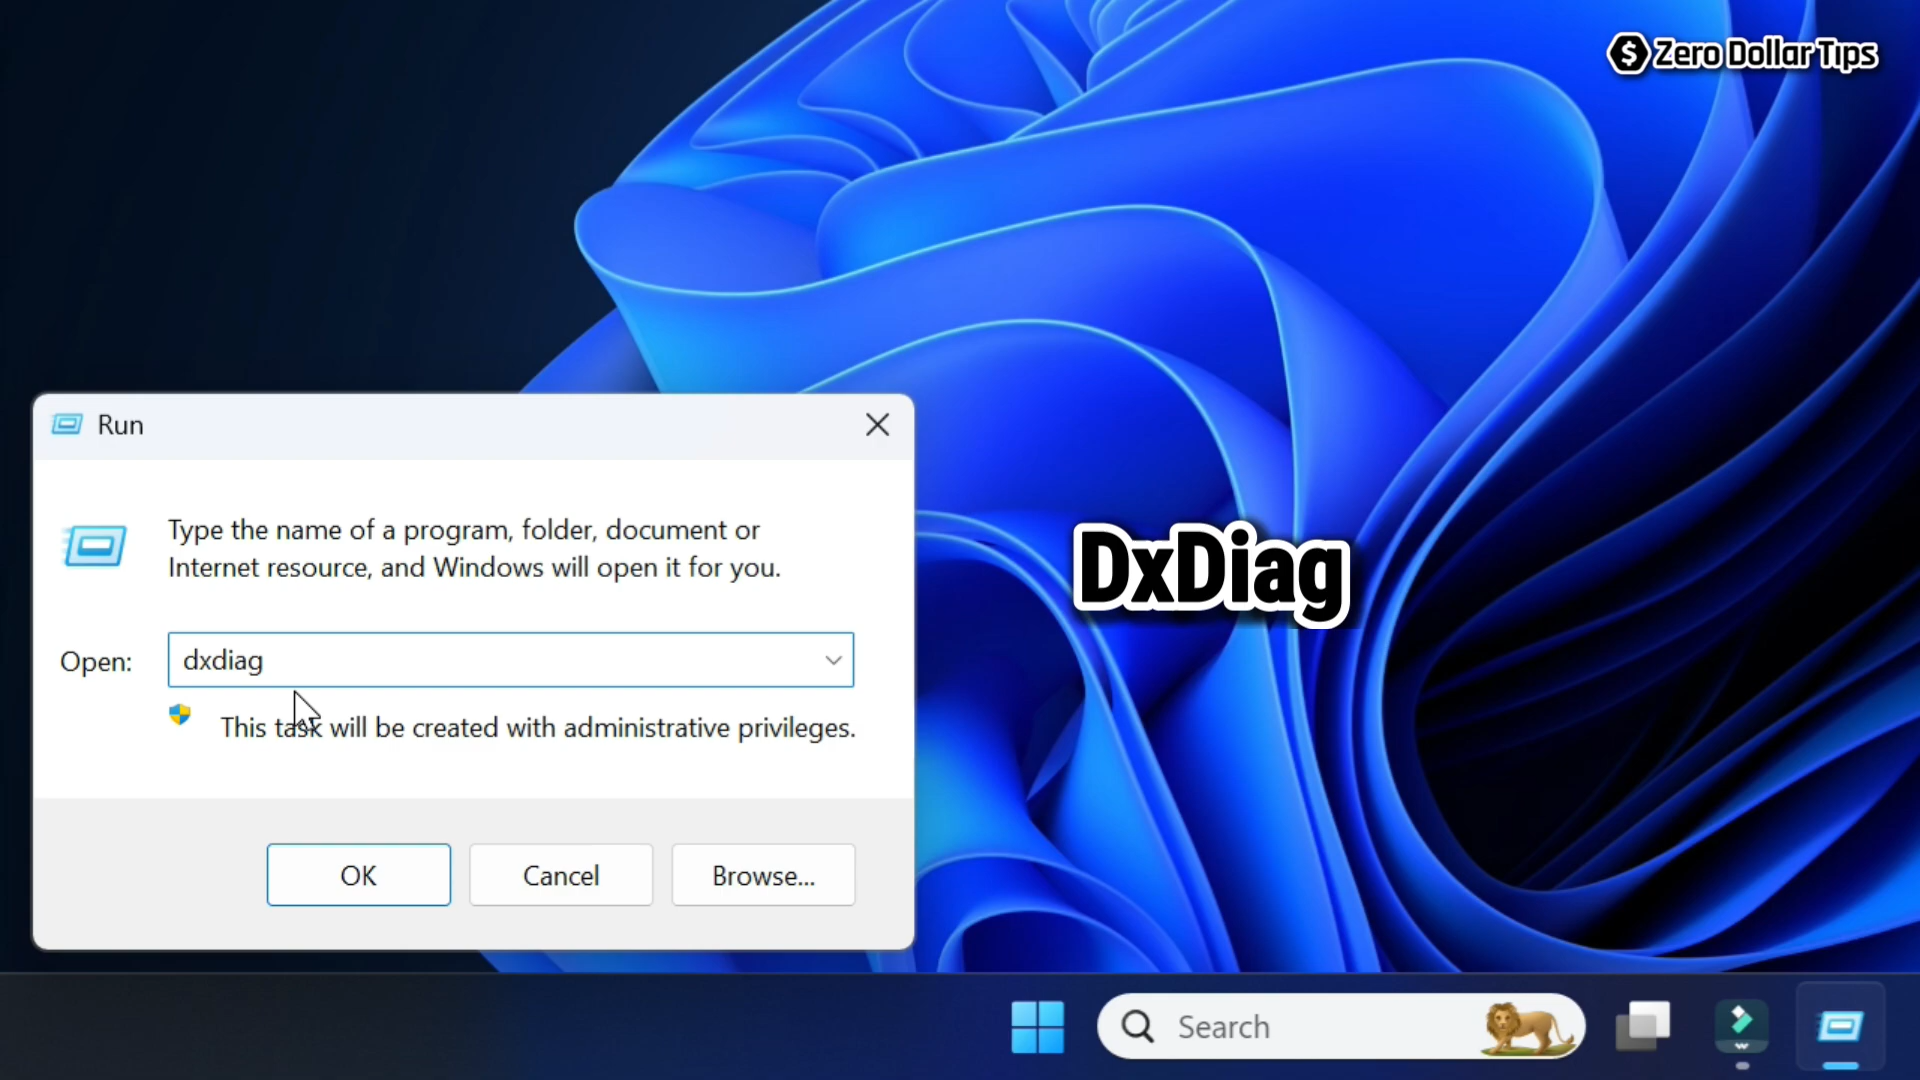 Zero Dollar Tips
Run
Type the name of a program, folder, document or
Internet resource, and Windows will open it for you.
Open: dxdiag
This task will be created with administrative privileges.
OK Cancel Browse...
DxDiag
Search